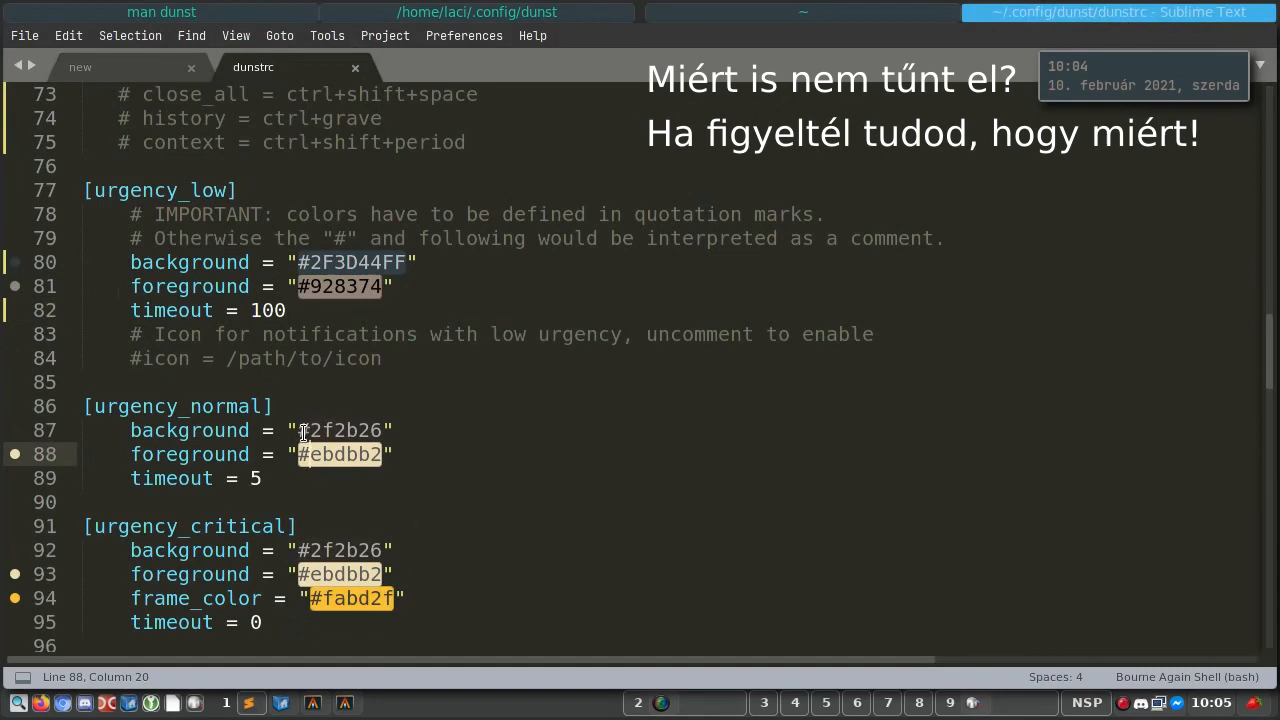 man dunst
/home/laci/.config/dunst
~
~/.config/dunst/dunstrc - Sublime Text
File Edit Selection Find View Goto Tools Project Preferences Help
new
dunstrc
Miért is nem tűnt el?
Ha figyeltél tudod, hogy miért!
10:04
10. február 2021, szerda
73 # close_all = ctrl+shift+space
74 # history = ctrl+grave
75 # context = ctrl+shift+period
76
77 [urgency_low]
78 # IMPORTANT: colors have to be defined in quotation marks.
79 # Otherwise the "#" and following would be interpreted as a comment.
80 background = "#2F3D44FF"
81 foreground = "#928374"
82 timeout = 100
83 # Icon for notifications with low urgency, uncomment to enable
84 #icon = /path/to/icon
85
86 [urgency_normal]
87 background = "#2f2b26"
88 foreground = "#ebdbb2"
89 timeout = 5
90
91 [urgency_critical]
92 background = "#2f2b26"
93 foreground = "#ebdbb2"
94 frame_color = "#fabd2f"
95 timeout = 0
96
Line 88, Column 20
Spaces: 4
Bourne Again Shell (bash)
1 2 3 4 5 6 7 8 9 10 NSP 10:05